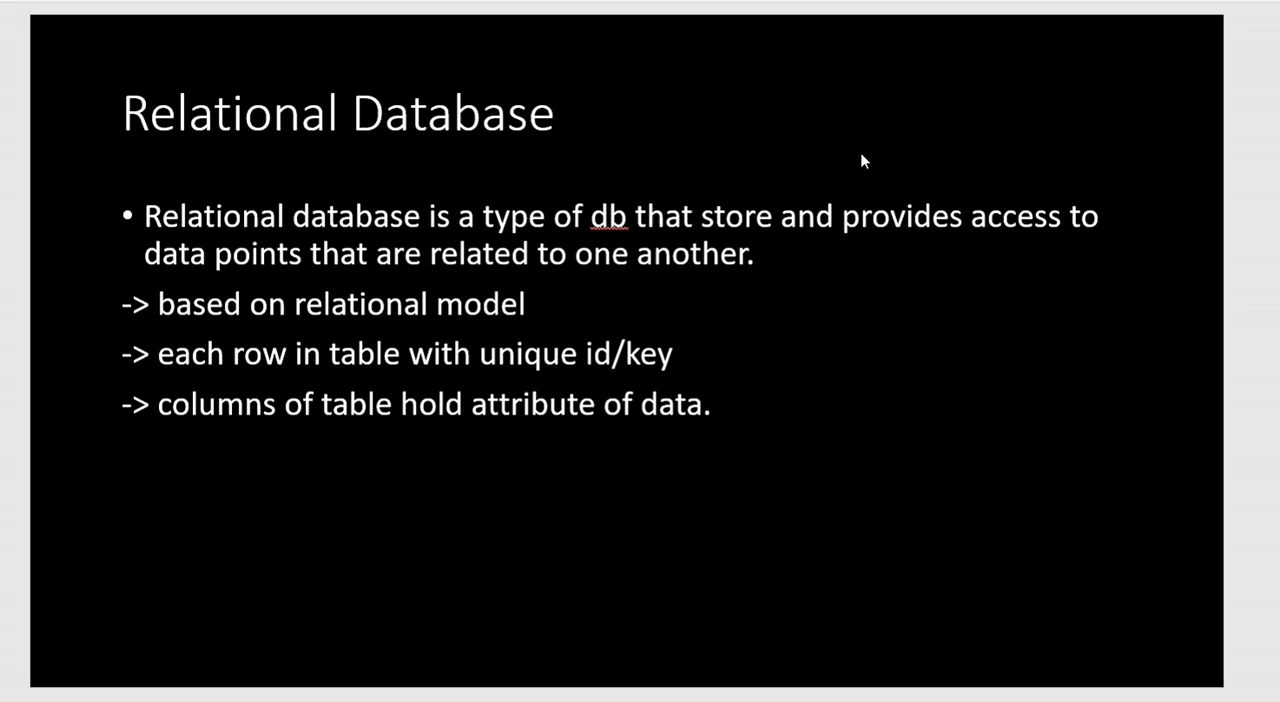 Relational Database
• Relational database is a type of db that store and provides access to
data points that are related to one another.
-> based on relational model
-> each row in table with unique id/key
-> columns of table hold attribute of data.